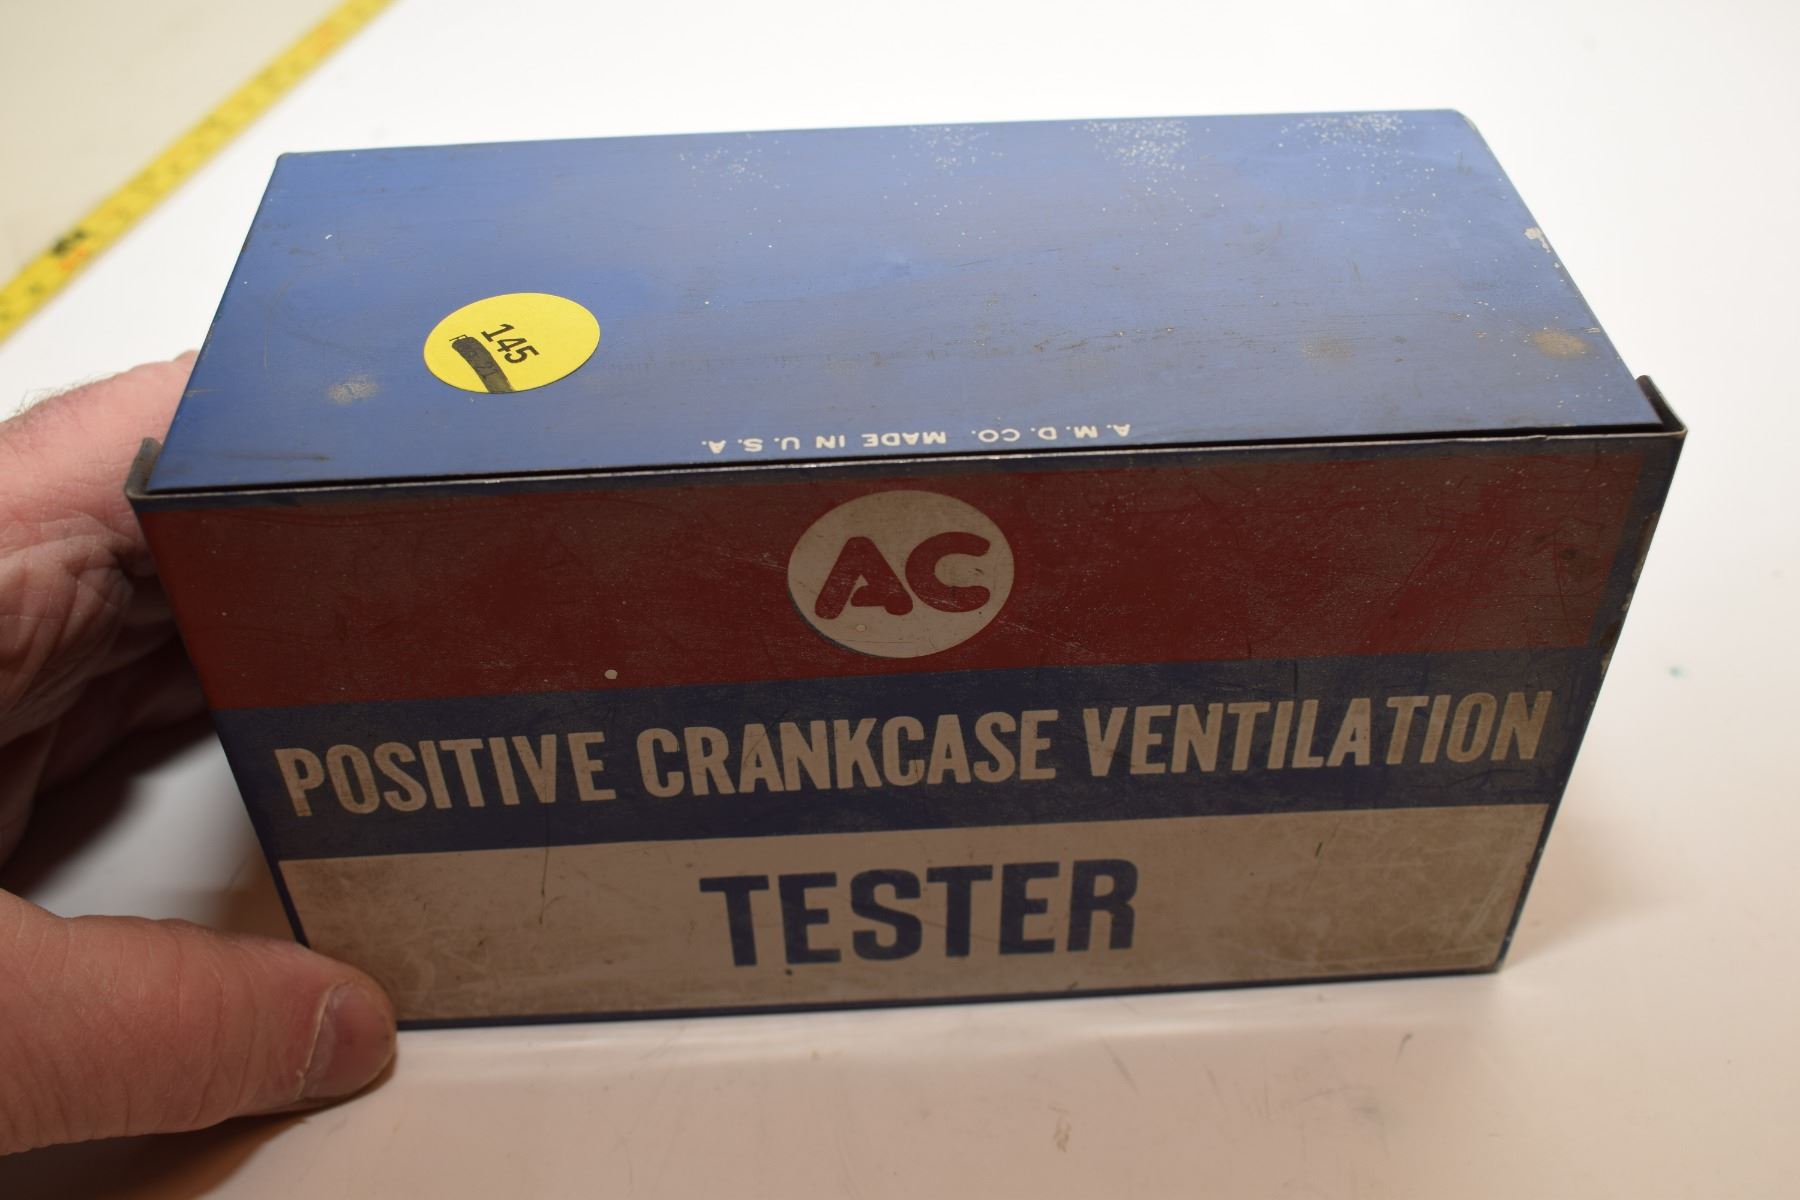 145
A.M.D.CO. MADE IN U.S.A.
AC
POSITIVE CRANKCASE VENTILATION
TESTER